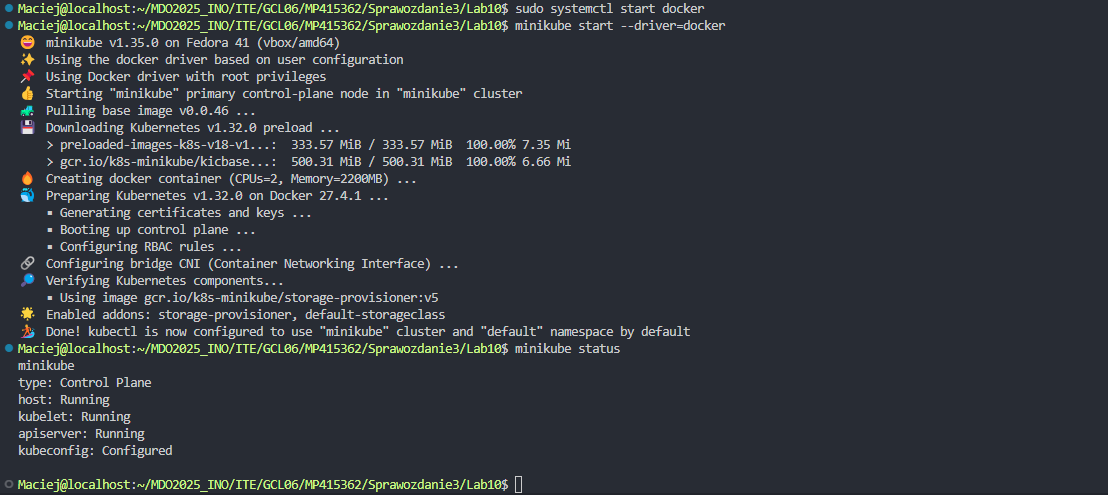 Maciej@localhost:~/MDO2025_INO/ITE/GCL06/MP415362/Sprawozdanie3/Lab10$ sudo systemctl start docker
Maciej@localhost:~/MDO2025_INO/ITE/GCL06/MP415362/Sprawozdanie3/Lab10$ minikube start --driver=docker
😄 minikube v1.35.0 on Fedora 41 (vbox/amd64)
✨ Using the docker driver based on user configuration
📌 Using Docker driver with root privileges
👍 Starting "minikube" primary control-plane node in "minikube" cluster
🚜 Pulling base image v0.0.46 ...
💾 Downloading Kubernetes v1.32.0 preload ...
> preloaded-images-k8s-v18-v1...: 333.57 MiB / 333.57 MiB 100.00% 7.35 Mi
> gcr.io/k8s-minikube/kicbase...: 500.31 MiB / 500.31 MiB 100.00% 6.66 Mi
🔥 Creating docker container (CPUs=2, Memory=2200MB) ...
🐳 Preparing Kubernetes v1.32.0 on Docker 27.4.1 ...
▪ Generating certificates and keys ...
▪ Booting up control plane ...
▪ Configuring RBAC rules ...
🔗 Configuring bridge CNI (Container Networking Interface) ...
🔎 Verifying Kubernetes components...
▪ Using image gcr.io/k8s-minikube/storage-provisioner:v5
🌟 Enabled addons: storage-provisioner, default-storageclass
🏄 Done! kubectl is now configured to use "minikube" cluster and "default" namespace by default
Maciej@localhost:~/MDO2025_INO/ITE/GCL06/MP415362/Sprawozdanie3/Lab10$ minikube status
minikube
type: Control Plane
host: Running
kubelet: Running
apiserver: Running
kubeconfig: Configured
Maciej@localhost:~/MDO2025_INO/ITE/GCL06/MP415362/Sprawozdanie3/Lab10$